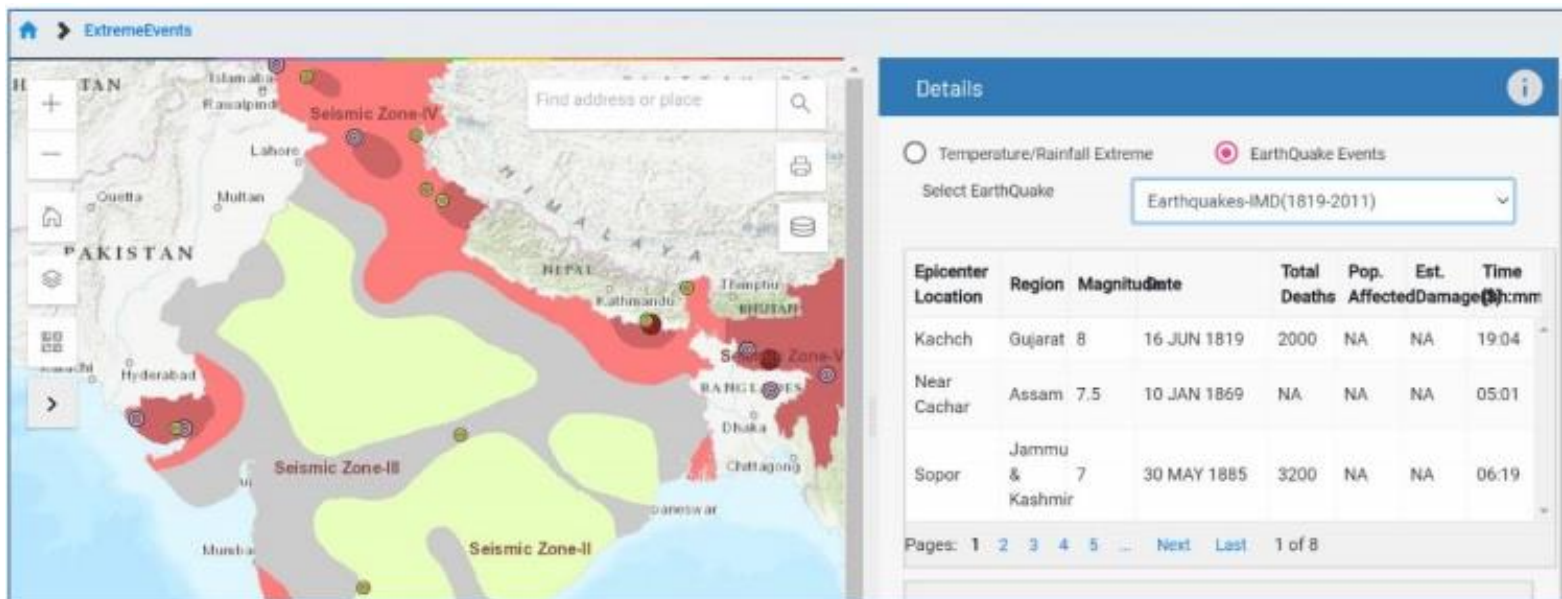 ExtremeEvents
Details
Find address or place
Temperature/Rainfall Extreme
EarthQuake Events
Select EarthQuake
Earthquakes-IMD(1819-2011)
Epicenter Location Region Magnitude Date Total Deaths Pop. Affected Est. Damage($) Time
Kachch Gujarat 8 16 JUN 1819 2000 NA NA 19:04
Near Cachar Assam 7.5 10 JAN 1869 NA NA NA 05:01
Sopor Jammu & Kashmir 7 30 MAY 1885 3200 NA NA 06:19
Pages: 1 2 3 4 5 ... Next Last 1 of 8
Rawalpindi
Seismic Zone-IV
Lahore
Quetta
Multan
HIMALAYA
PAKISTAN
NEPAL
Kathmandu
Thimphu
BHUTAN
Hyderabad
Seismic Zone-V
Dhaka
Seismic Zone-III
Chittagong
Mumbai
Seismic Zone-II